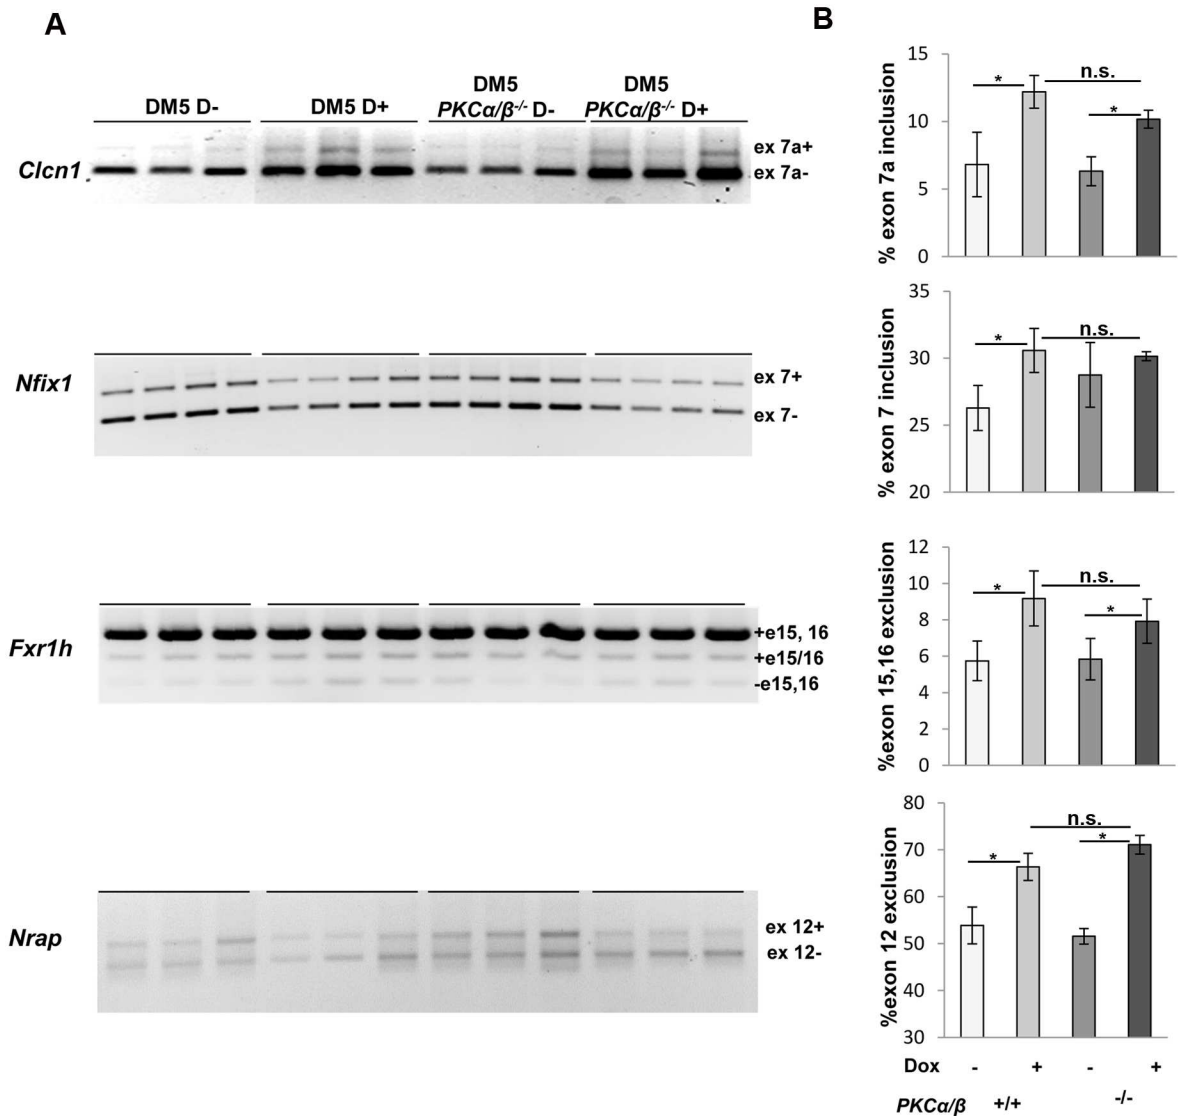 A
B
DM5 D-
DM5 D+
DM5
PKCα/β-/- D-
DM5
PKCα/β-/- D+
Clcn1
ex 7a+
ex 7a-
Nfix1
ex 7+
ex 7-
Fxr1h
+e15, 16
+e15/16
-e15,16
Nrap
ex 12+
ex 12-
% exon 7a inclusion
15
10
5
0
*
n.s.
*
% exon 7 inclusion
35
30
25
20
*
n.s.
%exon 15,16 exclusion
12
10
8
6
4
2
0
*
n.s.
*
%exon 12 exclusion
80
70
60
50
40
30
*
n.s.
*
Dox - + - +
PKCα/β +/+ -/-